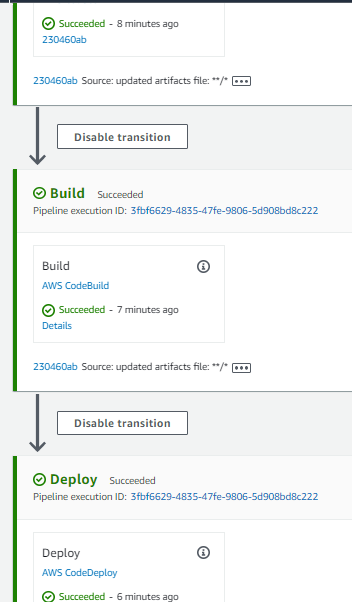 Succeeded - 8 minutes ago
230460ab
230460ab Source: updated artifacts file: **/*
Disable transition
Build Succeeded
Pipeline execution ID: 3fbf6629-4835-47fe-9806-5d908bd8c222
Build
AWS CodeBuild
Succeeded - 7 minutes ago
Details
230460ab Source: updated artifacts file: **/*
Disable transition
Deploy Succeeded
Pipeline execution ID: 3fbf6629-4835-47fe-9806-5d908bd8c222
Deploy
AWS CodeDeploy
Succeeded - 6 minutes ago